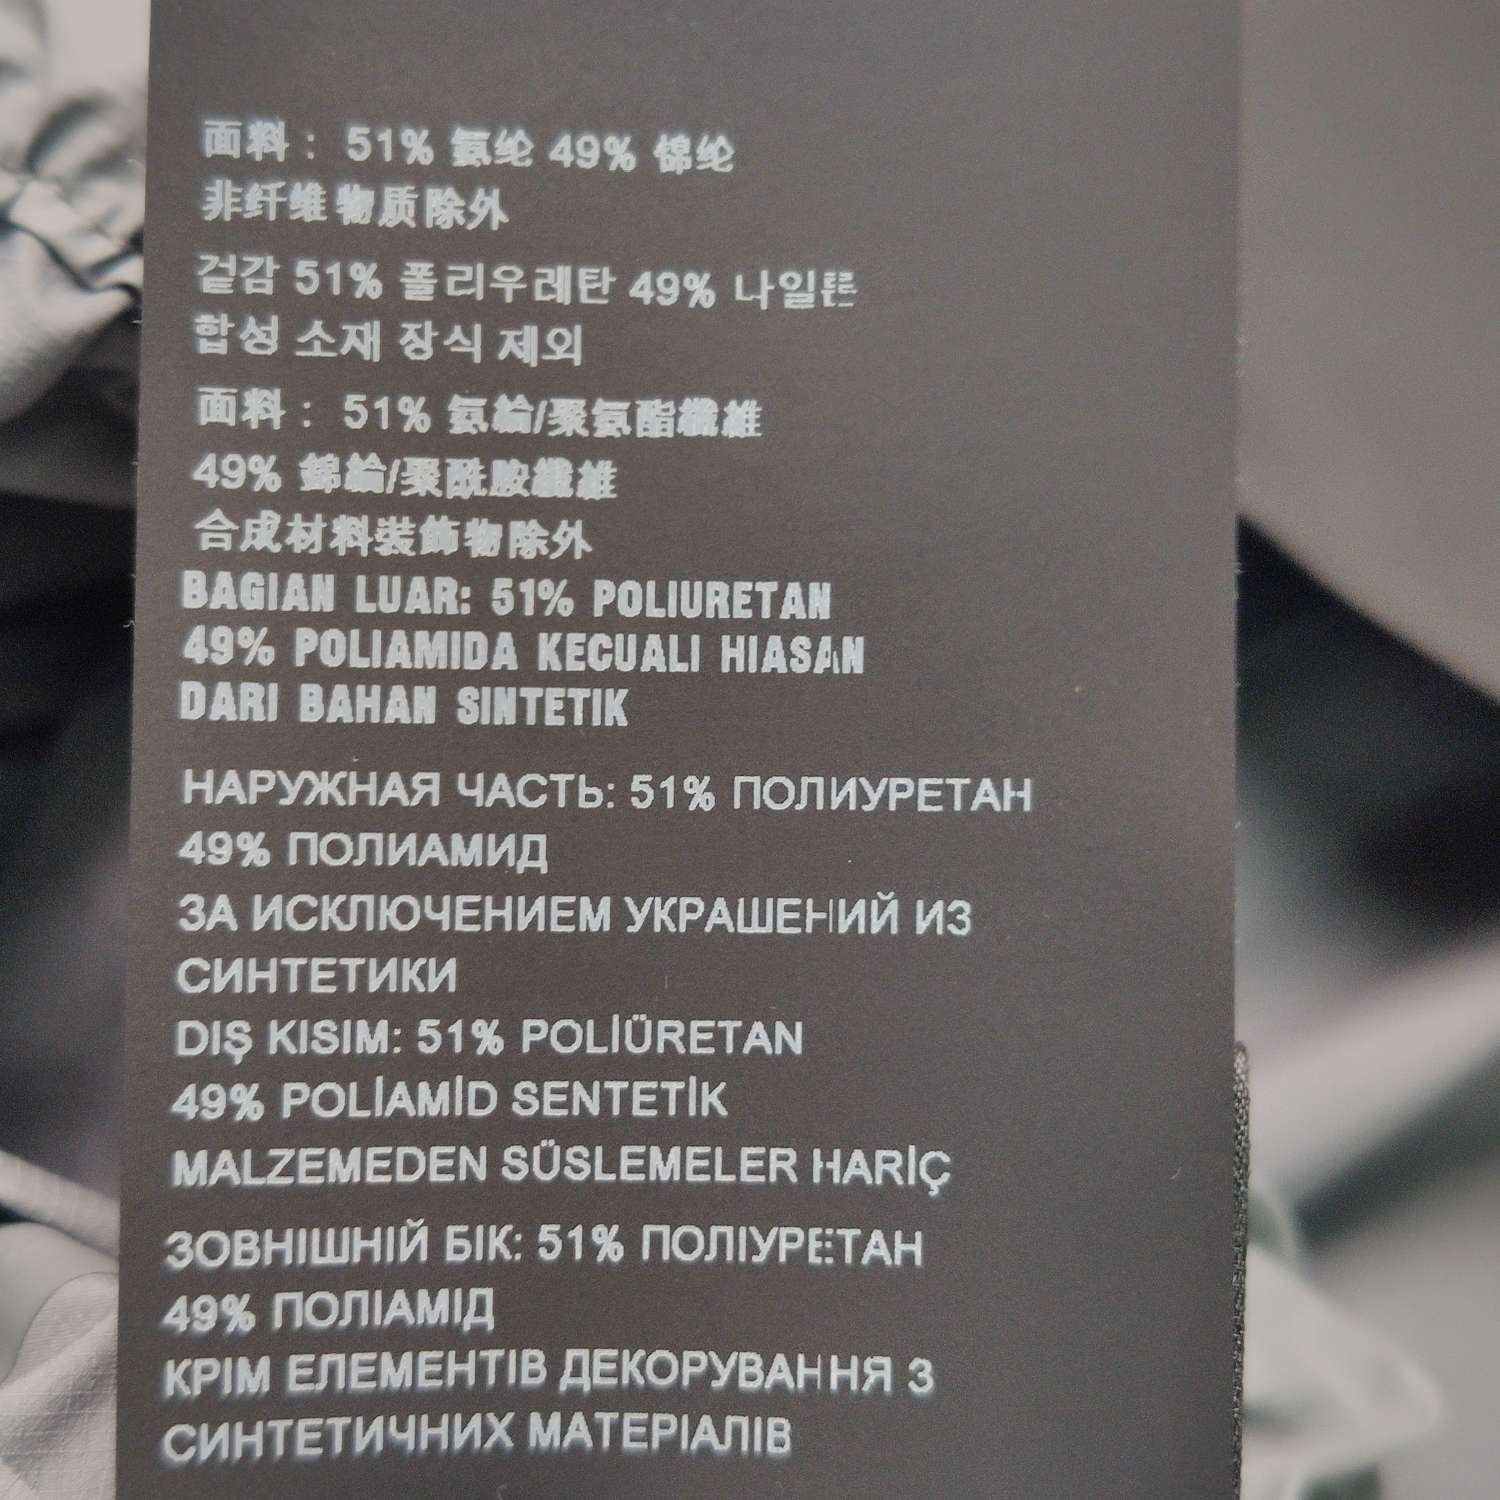 面料： 51% 氨纶 49% 锦纶
非纤维物质除外
겉감 51% 폴리우레탄 49% 나일론
합성 소재 장식 제외
面料： 51% 氨綸/聚氨酯纖維
49% 錦綸/聚酰胺纖維
合成材料裝飾物除外
BAGIAN LUAR: 51% POLIURETAN
49% POLIAMIDA KECUALI HIASAN
DARI BAHAN SINTETIK
НАРУЖНАЯ ЧАСТЬ: 51% ПОЛИУРЕТАН
49% ПОЛИАМИД
ЗА ИСКЛЮЧЕНИЕМ УКРАШЕНИЙ ИЗ
СИНТЕТИКИ
DIŞ KISIM: 51% POLİÜRETAN
49% POLİAMİD SENTETİK
MALZEMEDEN SÜSLEMELER HARİÇ
ЗОВНІШНІЙ БІК: 51% ПОЛІУРЕТАН
49% ПОЛІАМІД
КРІМ ЕЛЕМЕНТІВ ДЕКОРУВАННЯ З
СИНТЕТИЧНИХ МАТЕРІАЛІВ